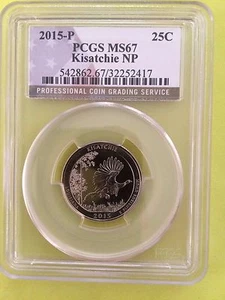 2015-P 25C
PCGS MS67
Kisatchie NP
542862.67/32252417
PROFESSIONAL COIN GRADING SERVICE
KISATCHIE
2015